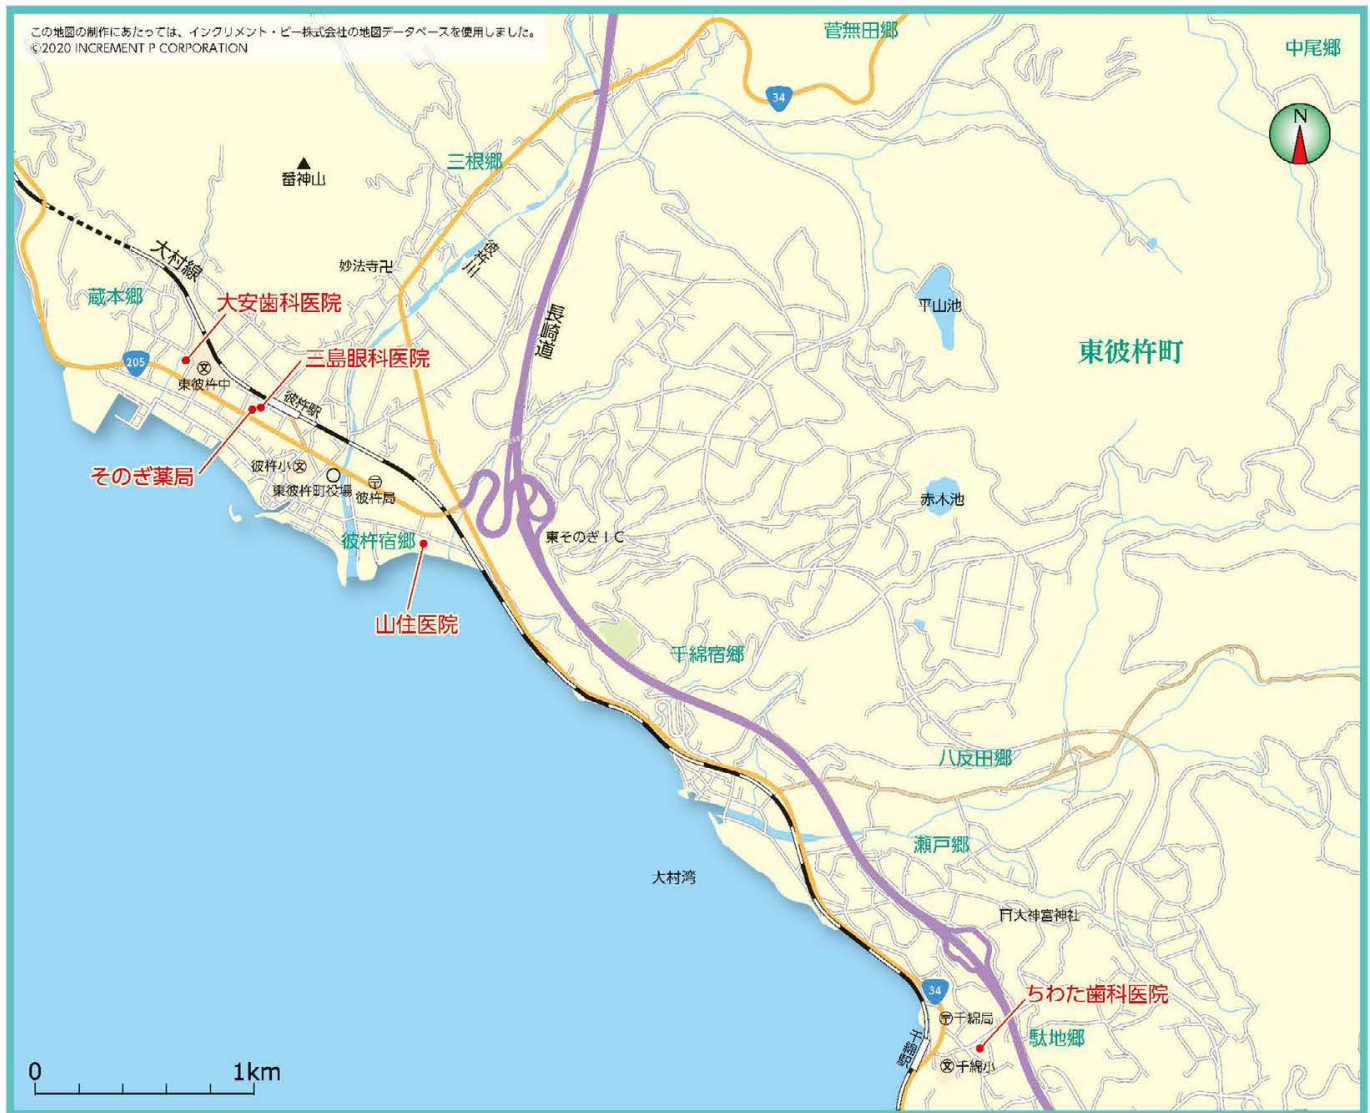 この地図の制作にあたっては、インクリメント・ピー株式会社の地図データベースを使用しました。
©2020 INCREMENT P CORPORATION
菅無田郷
中尾郷
34
N
三根郷
番神山
彼杵川
大村線
妙法寺卍
蔵本郷
大安歯科医院
平山池
長崎道
東彼杵町
205
三島眼科医院
東彼杵中
彼杵駅
そのぎ薬局
彼杵小
東彼杵町役場
彼杵局
赤木池
東そのぎIC
彼杵宿郷
山住医院
千綿宿郷
八反田郷
瀬戸郷
大村湾
大神宮神社
34
ちわた歯科医院
千綿局
駄地郷
千綿駅
千綿小
0
1km